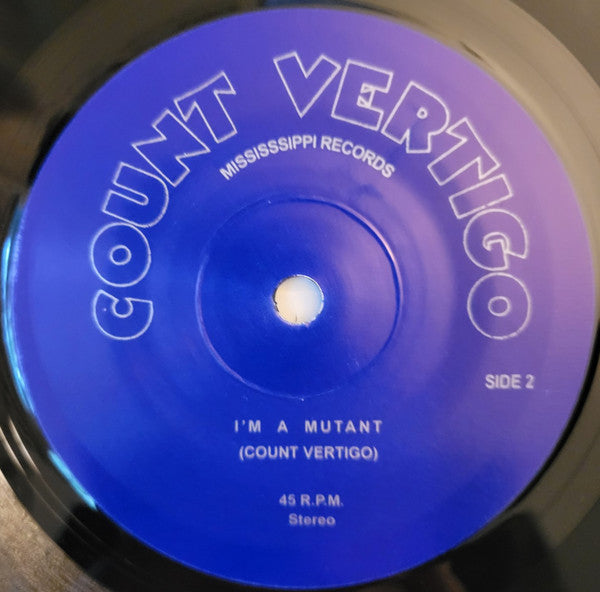 COUNT VERTIGO
MISSISSSIPPI RECORDS
SIDE 2
I'M A MUTANT
(COUNT VERTIGO)
45 R.P.M.
Stereo